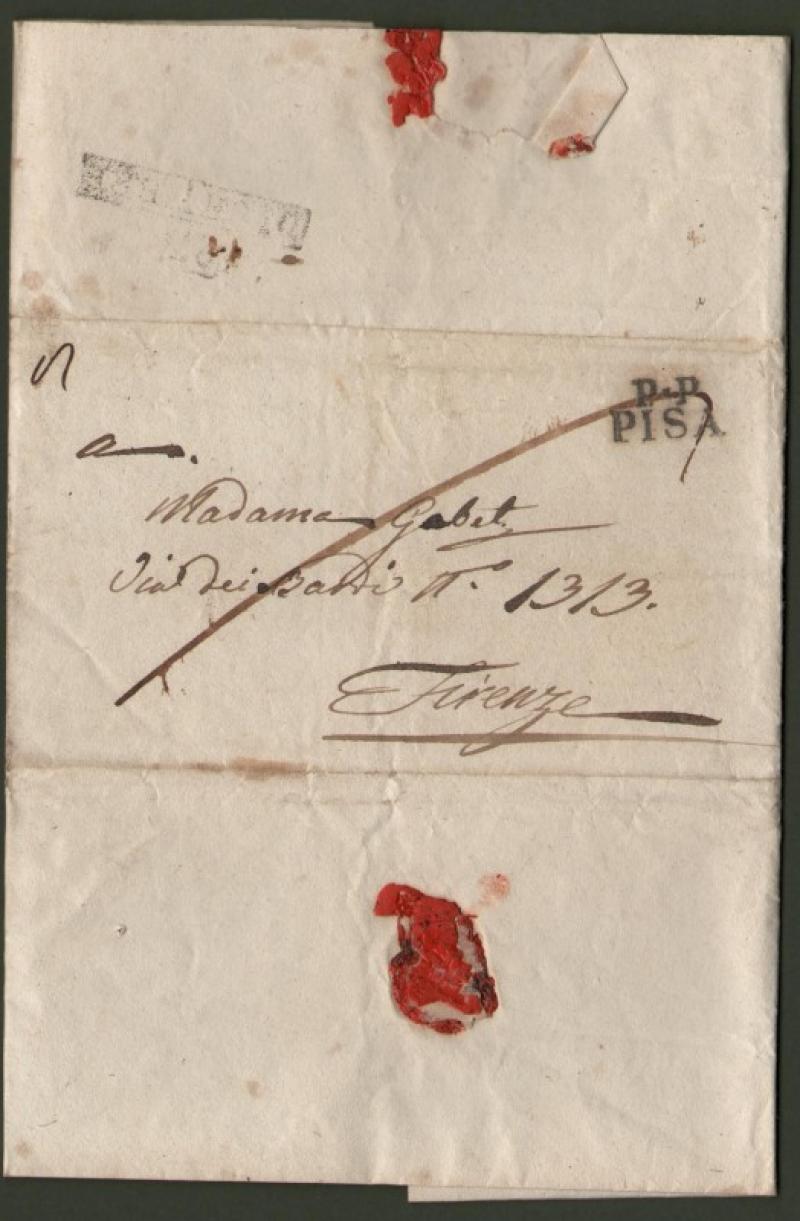 P.P.
PISA
a
Madama Gabet
Via dei Bardi N.º 1313.
Firenze